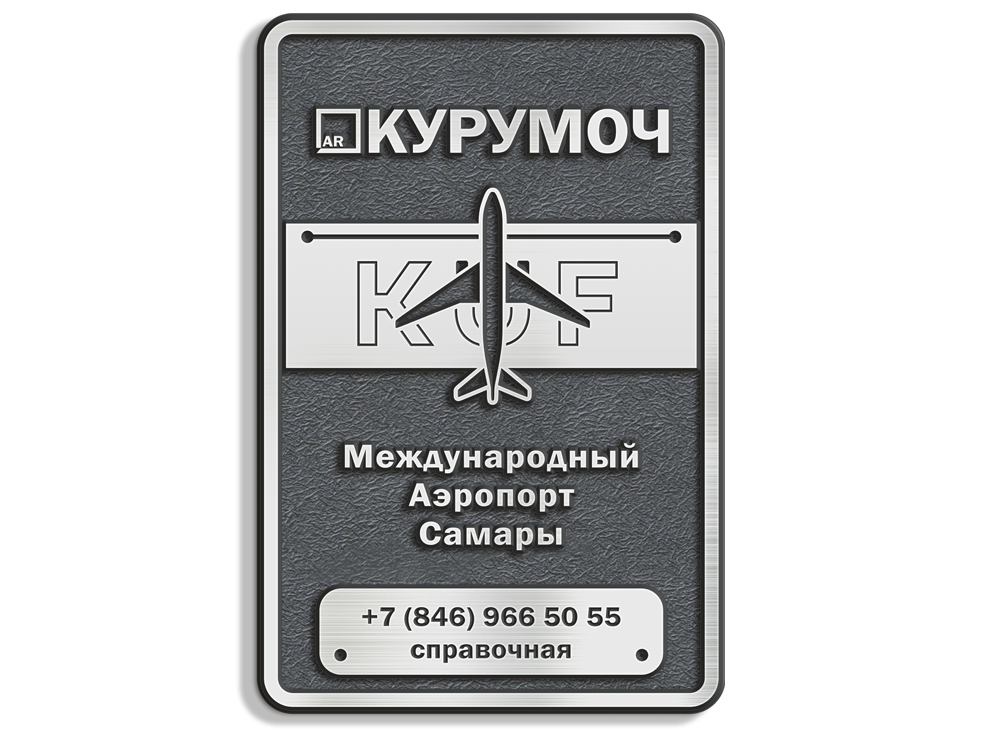 AR КУРУМОЧ
KUF
Международный
Аэропорт
Самары
+7 (846) 966 50 55
справочная